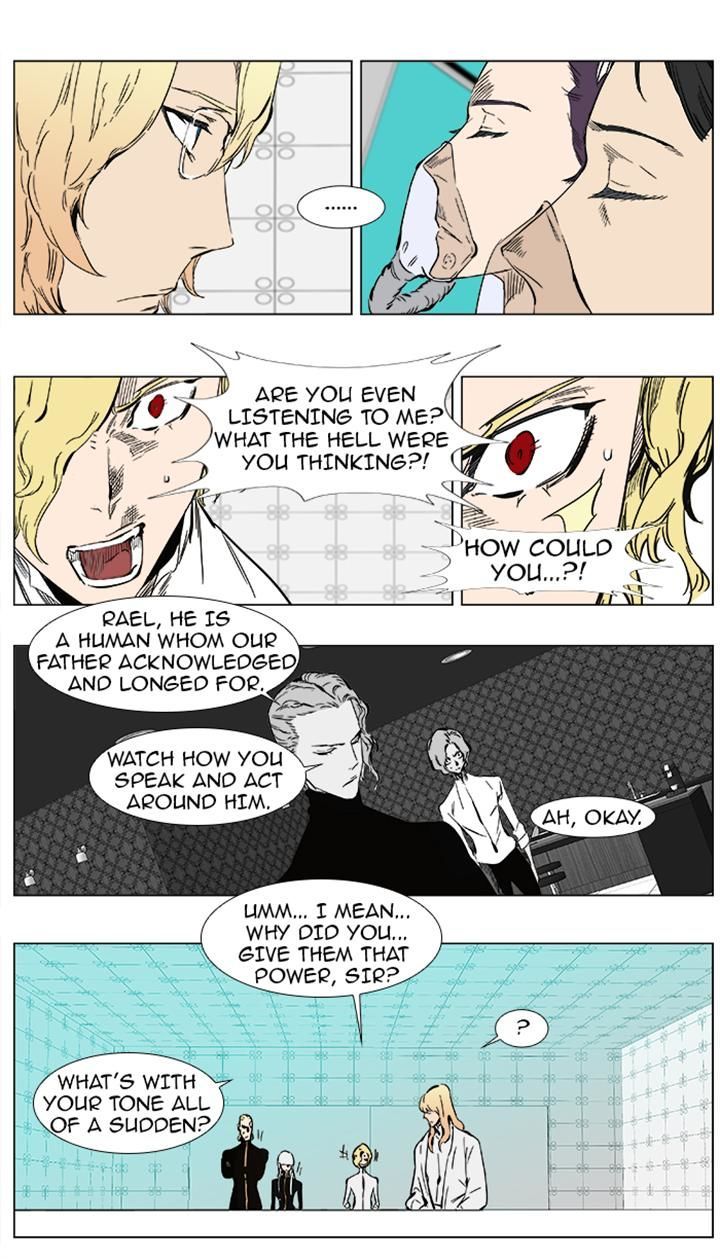 ......
ARE YOU EVEN
LISTENING TO ME?
WHAT THE HELL WERE
YOU THINKING?!
HOW COULD
YOU...?!
RAEL, HE IS
A HUMAN WHOM OUR
FATHER ACKNOWLEDGED
AND LONGED FOR.
WATCH HOW YOU
SPEAK AND ACT
AROUND HIM.
AH, OKAY.
UMM... I MEAN...
WHY DID YOU...
GIVE THEM THAT
POWER, SIR?
?
WHAT'S WITH
YOUR TONE ALL
OF A SUDDEN?